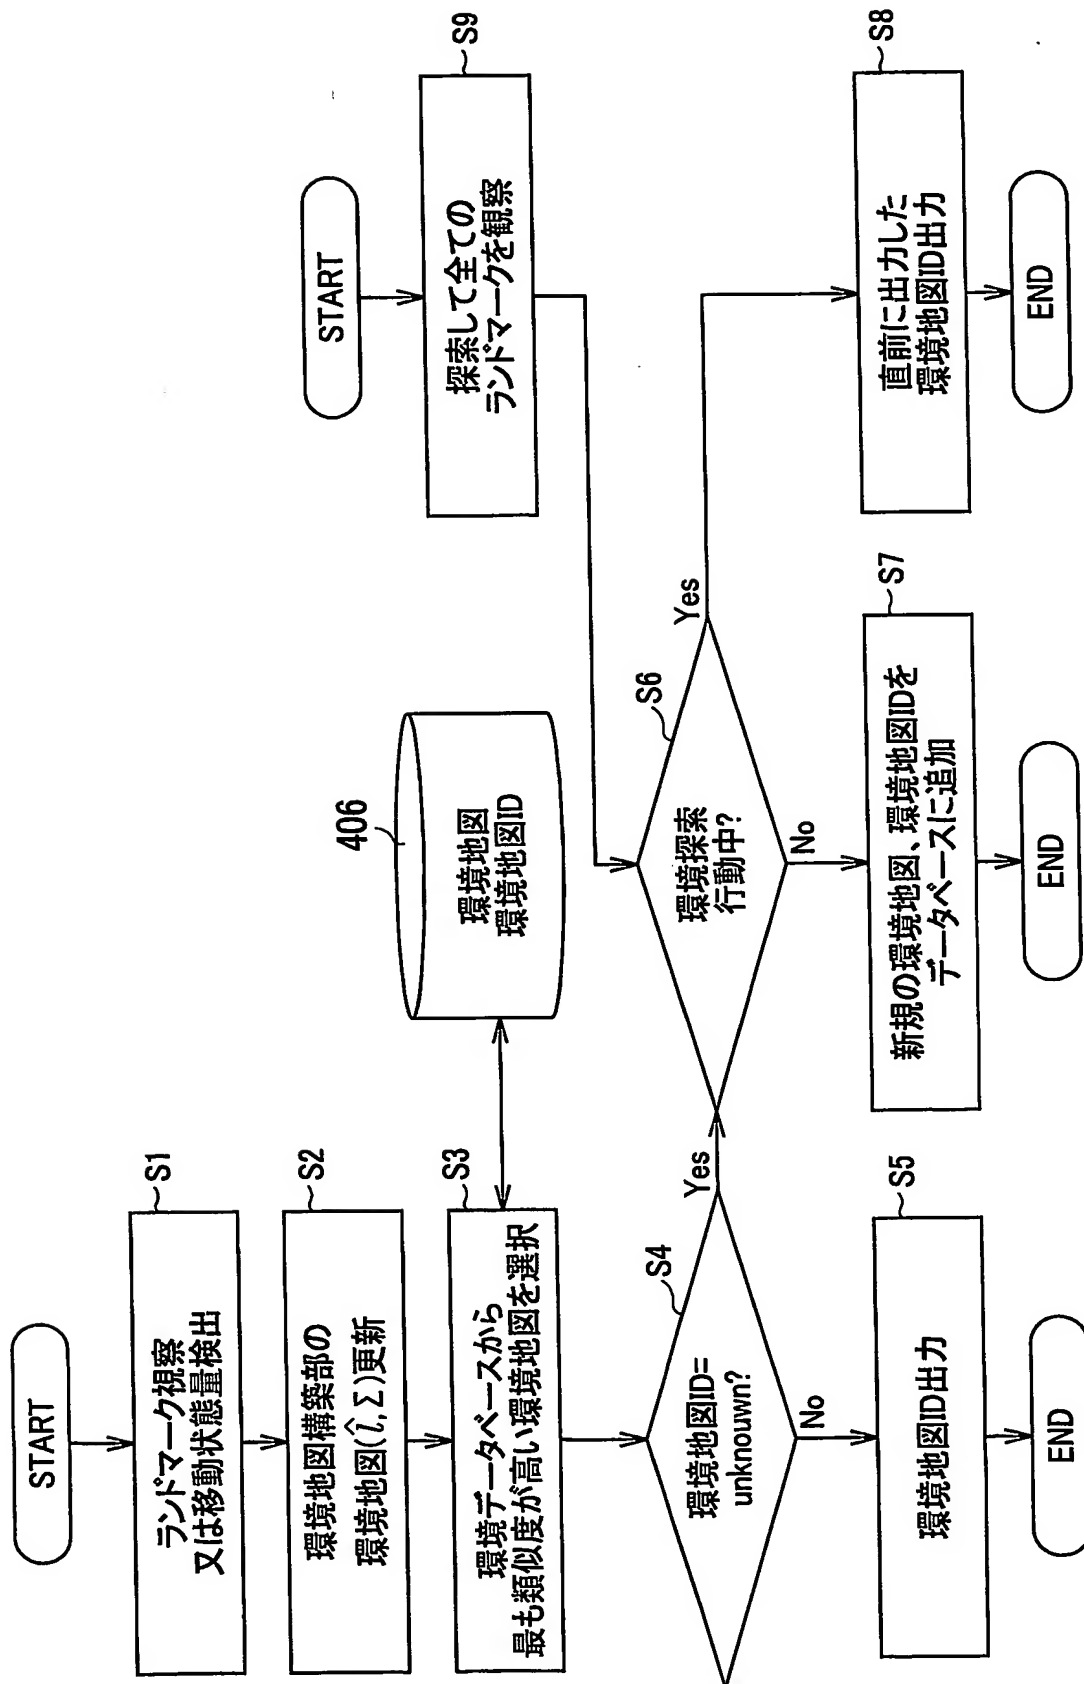 START
ランドマーク視察
又は移動状態量検出
S1
環境地図構築部の
環境地図(l̂, Σ)更新
S2
環境データベースから
最も類似度が高い環境地図を選択
S3
406
環境地図
環境地図ID
環境地図ID=
unknouwn?
S4
Yes
No
環境地図ID出力
S5
END
START
探索して全ての
ランドマークを観察
S9
環境探索
行動中?
S6
Yes
No
新規の環境地図、環境地図IDを
データベースに追加
S7
END
直前に出力した
環境地図ID出力
S8
END